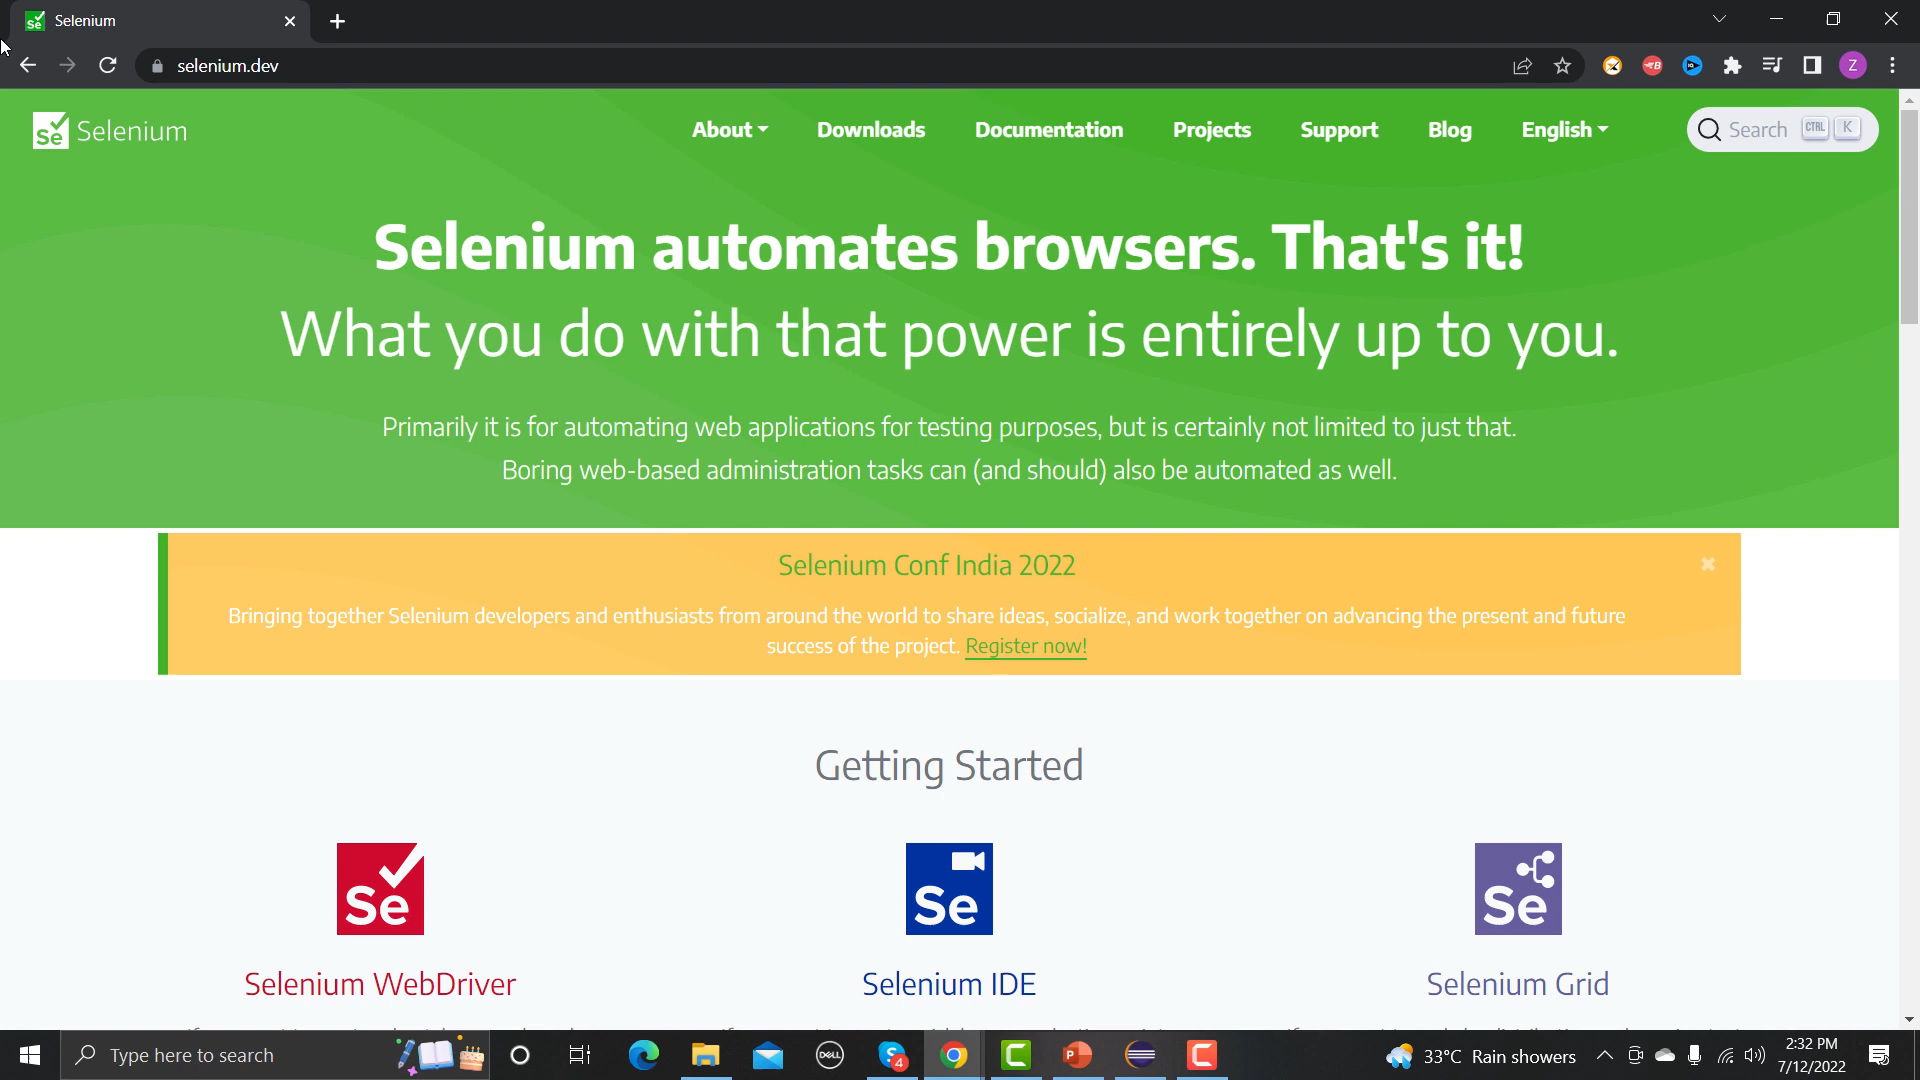 Selenium
selenium.dev
Z
Se Selenium
About
Downloads
Documentation
Projects
Support
Blog
English
Search CTRL K
Selenium automates browsers. That's it!
What you do with that power is entirely up to you.
Primarily it is for automating web applications for testing purposes, but is certainly not limited to just that.
Boring web-based administration tasks can (and should) also be automated as well.
Selenium Conf India 2022
Bringing together Selenium developers and enthusiasts from around the world to share ideas, socialize, and work together on advancing the present and future
success of the project. Register now!
Getting Started
Se
Se
Se
Selenium WebDriver
Selenium IDE
Selenium Grid
Type here to search
DELL
S 4
P
33°C Rain showers
2:32 PM
7/12/2022